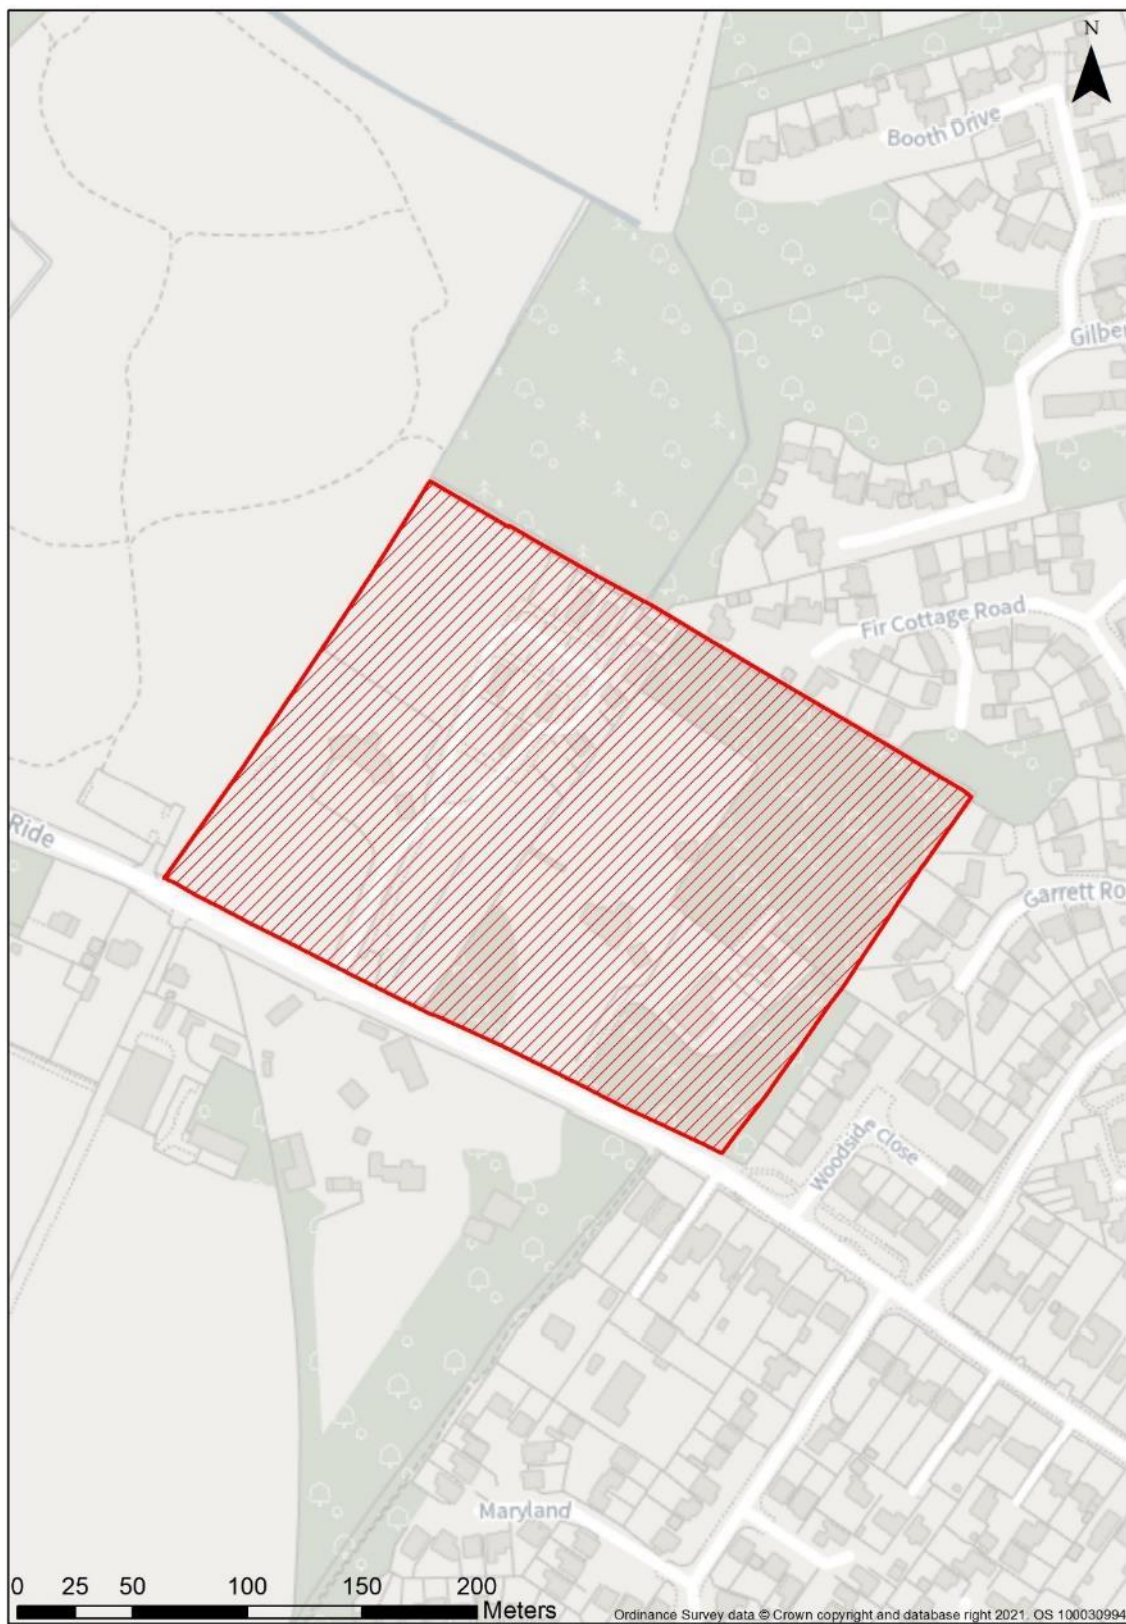 N
Booth Drive
Gilber
Fir Cottage Road
Ride
Garrett Ro
Woodside Close
Maryland
0 25 50 100 150 200
Meters
Ordinance Survey data © Crown copyright and database right 2021. OS 100030994